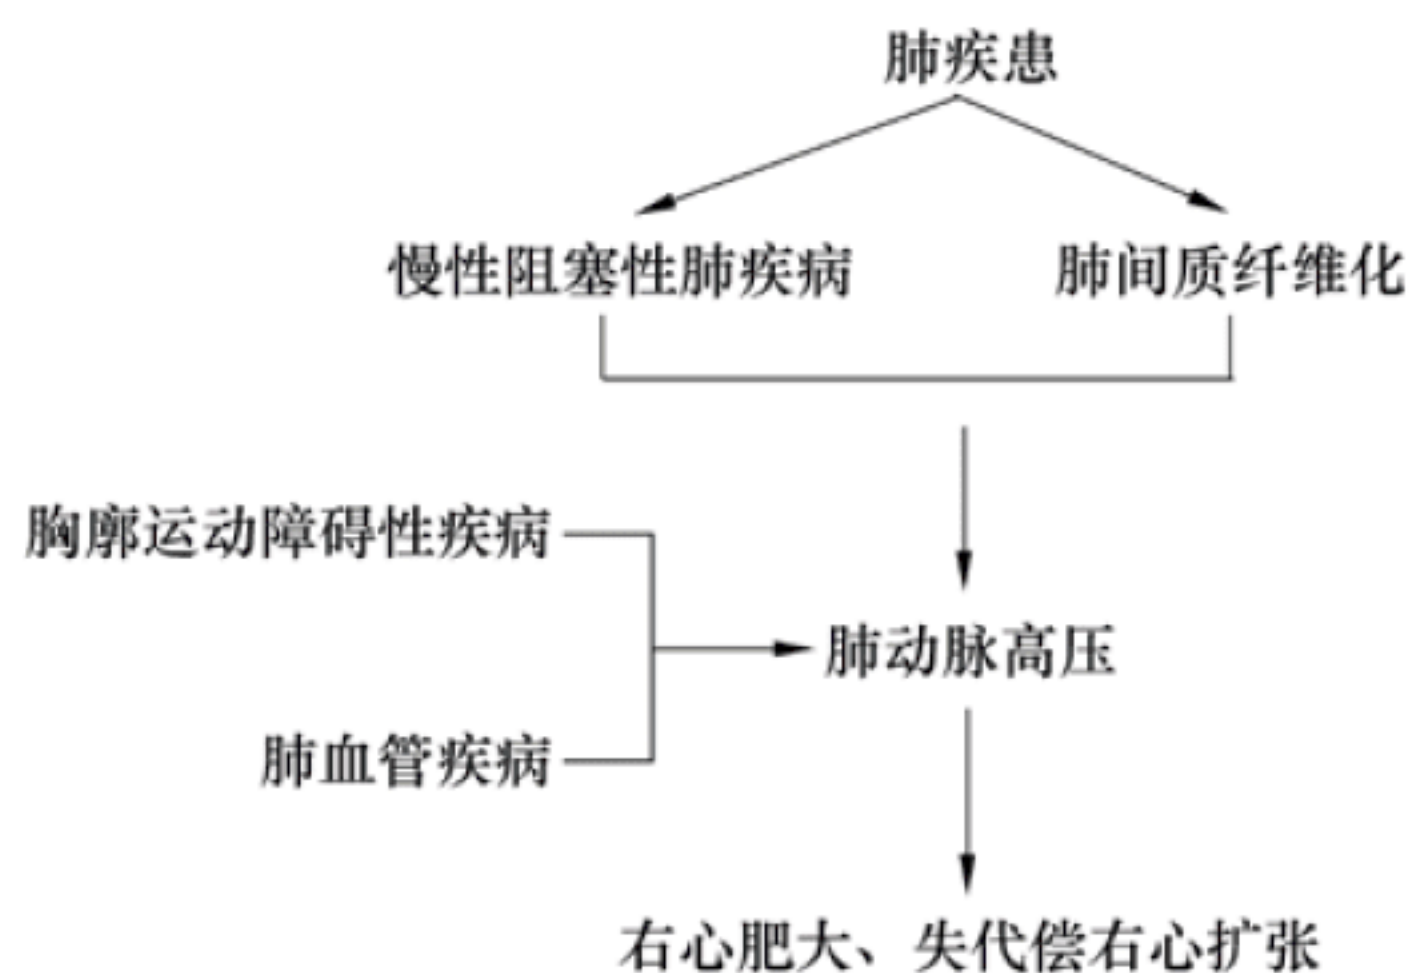 肺疾患
慢性阻塞性肺疾病
肺间质纤维化
胸廓运动障碍性疾病
肺动脉高压
肺血管疾病
右心肥大、失代偿右心扩张